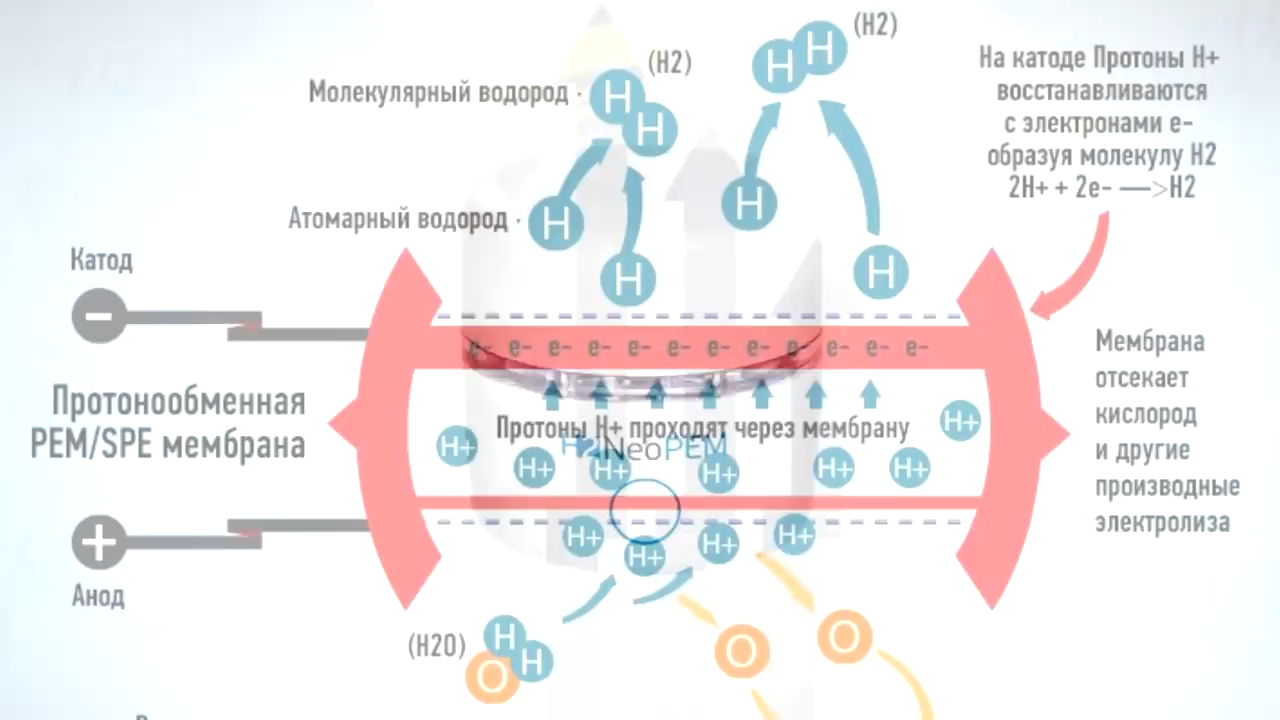 (H2)
(H2)
Молекулярный водород ·
H
H
H
H
На катоде Протоны H+
восстанавливаются
с электронами e-
образуя молекулу H2
2H+ + 2e- —>H2
Атомарный водород ·
H
H
H
H
Катод
−
e- e- e- e- e- e- e- e- e- e- e- e-
Мембрана
отсекает
кислород
и другие
производные
электролиза
Протонообменная
PEM/SPE мембрана
Протоны H+ проходят через мембрану
H2NeoPEM
H+
H+
H+
H+
H+
H+
H+
+
Анод
H+
H+
H+
H+
(H2O)
H
H
O
O
O